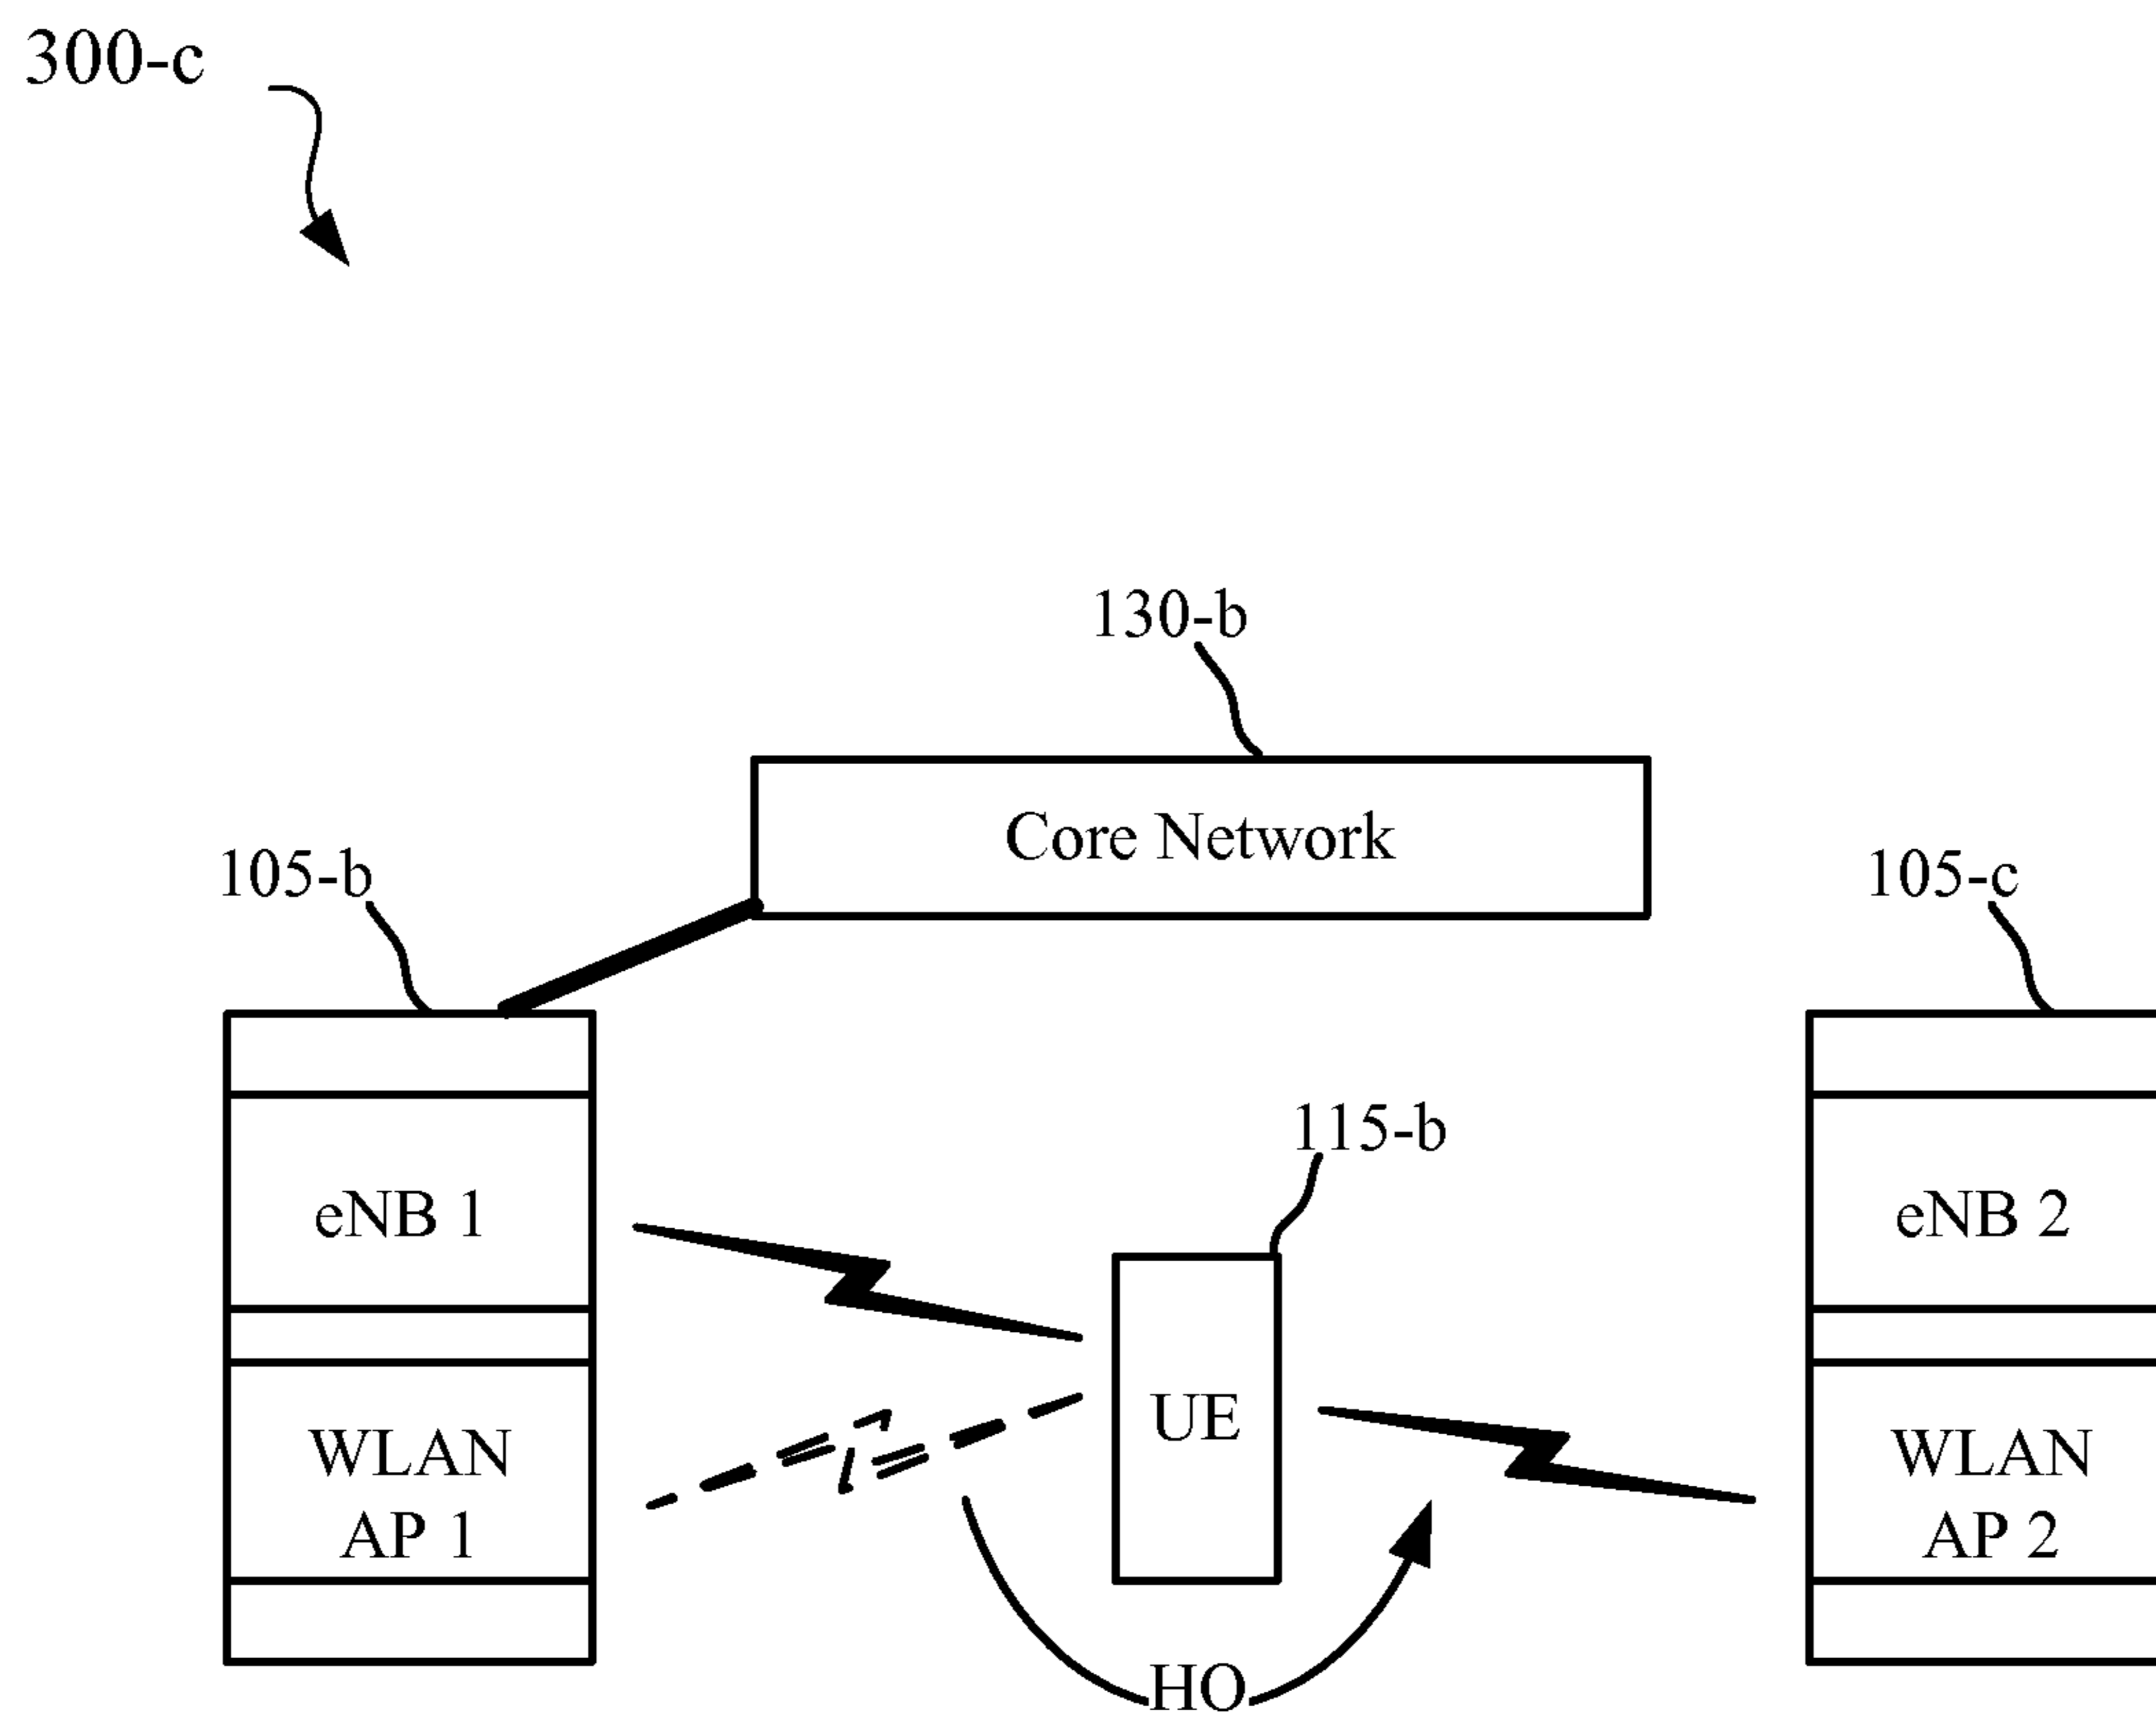 300-c
130-b
Core Network
105-b
105-c
115-b
eNB 1
eNB 2
UE
WLAN
AP 1
WLAN
AP 2
HO